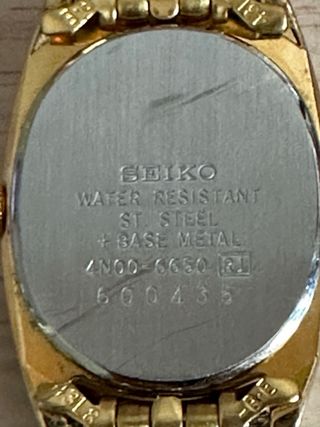 SEIKO
WATER RESISTANT
ST. STEEL
+ BASE METAL
4N00-6650 R1
600435